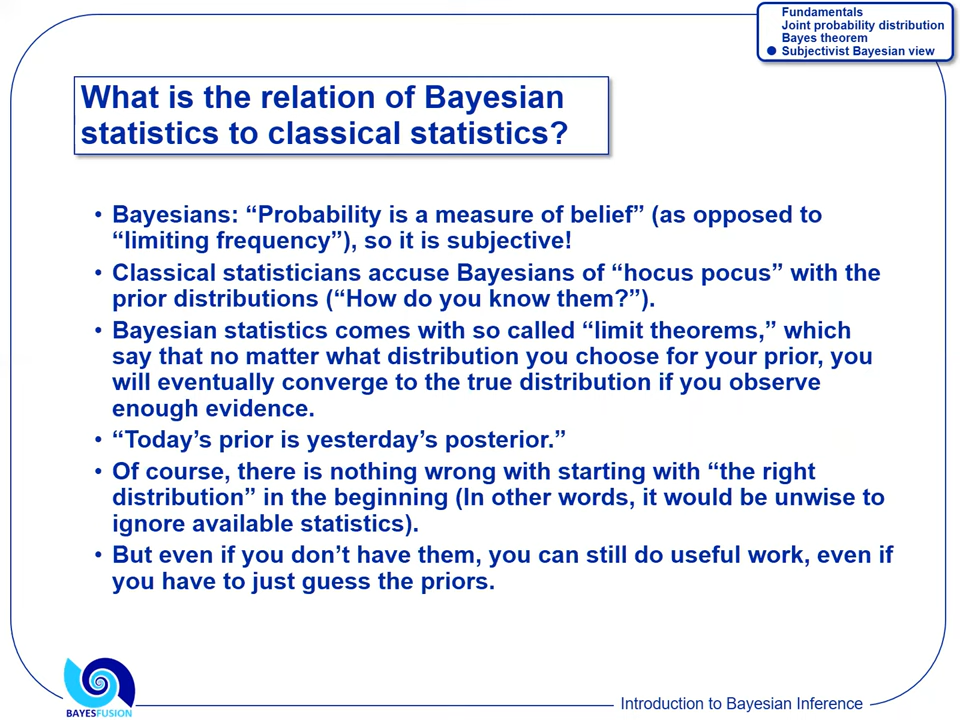 Fundamentals
Joint probability distribution
Bayes theorem
● Subjectivist Bayesian view
What is the relation of Bayesian
statistics to classical statistics?
• Bayesians: “Probability is a measure of belief” (as opposed to
“limiting frequency”), so it is subjective!
• Classical statisticians accuse Bayesians of “hocus pocus” with the
prior distributions (“How do you know them?”).
• Bayesian statistics comes with so called “limit theorems,” which
say that no matter what distribution you choose for your prior, you
will eventually converge to the true distribution if you observe
enough evidence.
• “Today’s prior is yesterday’s posterior.”
• Of course, there is nothing wrong with starting with “the right
distribution” in the beginning (In other words, it would be unwise to
ignore available statistics).
• But even if you don’t have them, you can still do useful work, even if
you have to just guess the priors.
BAYESFUSION
Introduction to Bayesian Inference